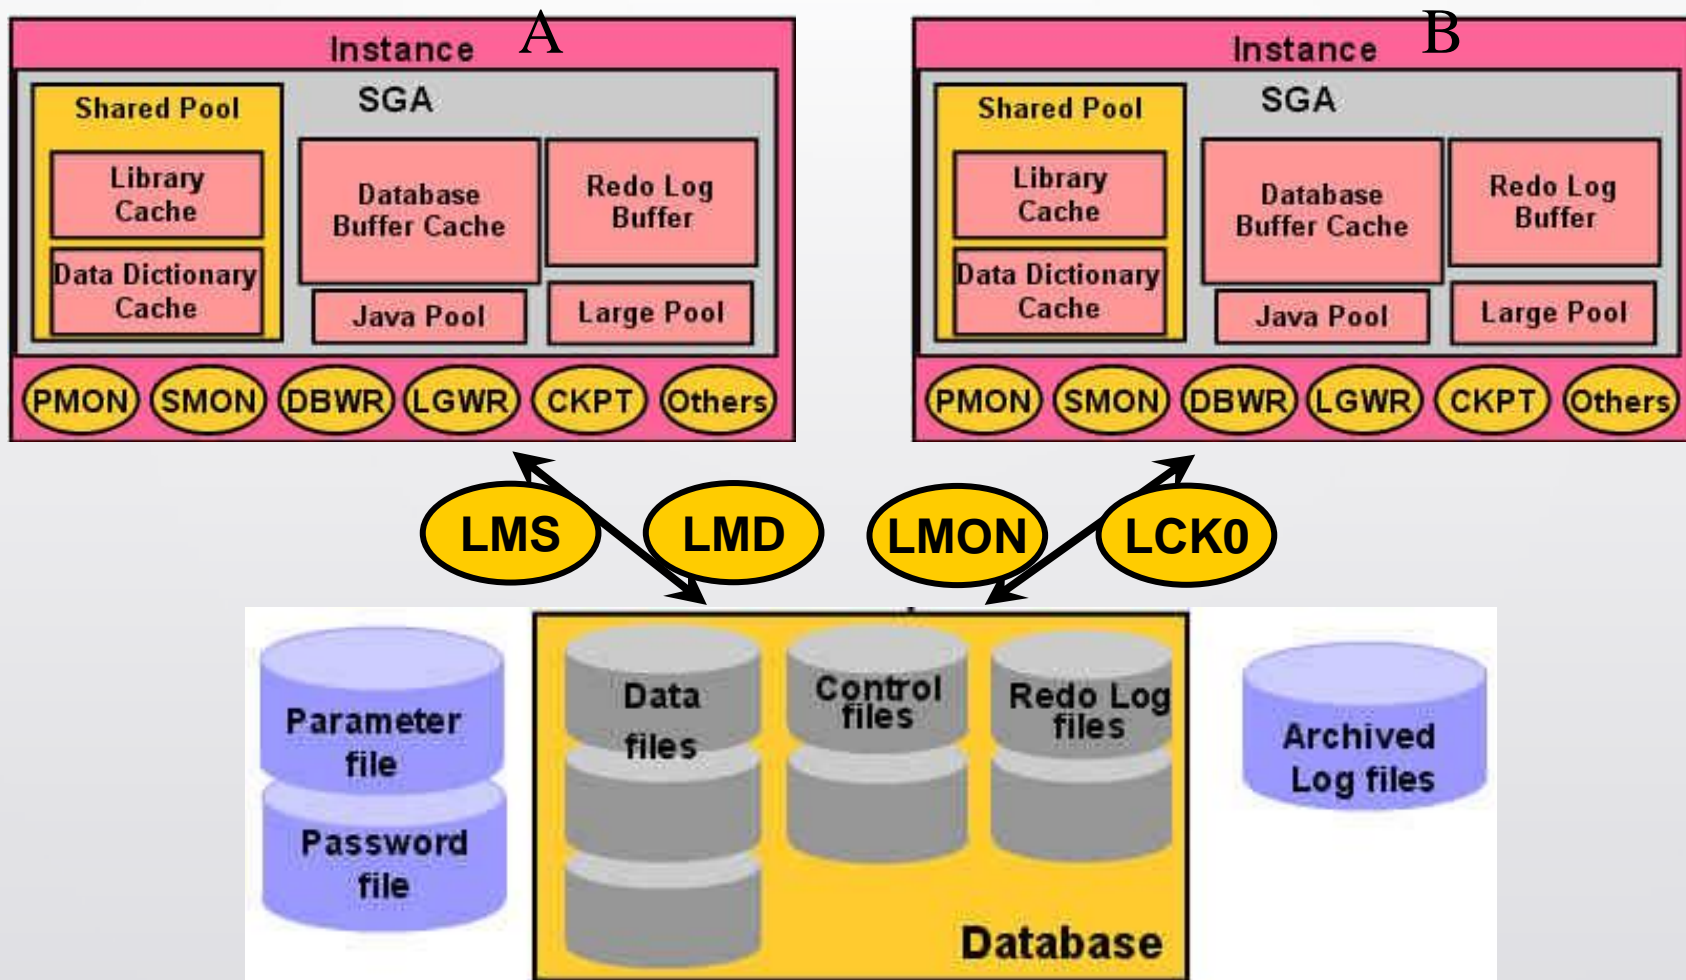 Instance A
SGA
Shared Pool
Library
Cache
Data Dictionary
Cache
Database
Buffer Cache
Redo Log
Buffer
Java Pool
Large Pool
PMON SMON DBWR LGWR CKPT Others
Instance B
SGA
Shared Pool
Library
Cache
Data Dictionary
Cache
Database
Buffer Cache
Redo Log
Buffer
Java Pool
Large Pool
PMON SMON DBWR LGWR CKPT Others
LMS LMD LMON LCK0
Parameter
file
Password
file
Data
files
Control
files
Redo Log
files
Database
Archived
Log files